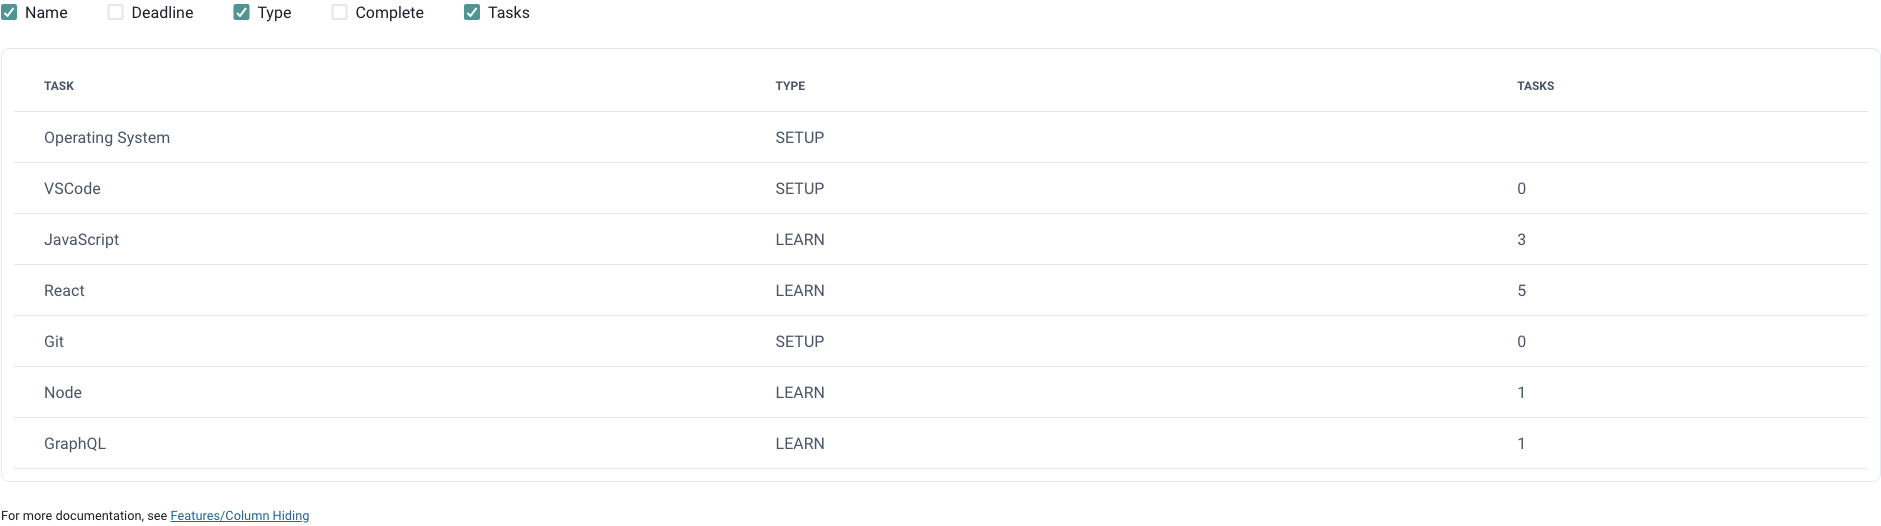 Name Deadline Type Complete Tasks
TASK TYPE TASKS
Operating System SETUP
VSCode SETUP 0
JavaScript LEARN 3
React LEARN 5
Git SETUP 0
Node LEARN 1
GraphQL LEARN 1
For more documentation, see Features/Column Hiding